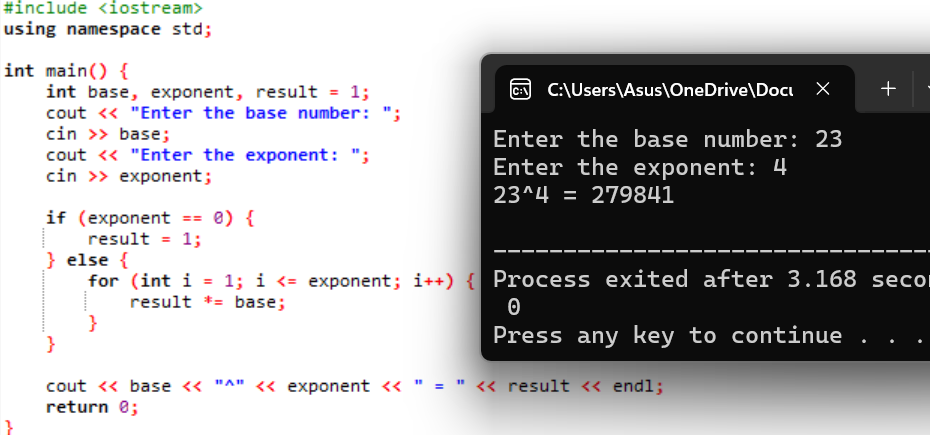 #include <iostream>
using namespace std;

int main() {
    int base, exponent, result = 1;
    cout << "Enter the base number: ";
    cin >> base;
    cout << "Enter the exponent: ";
    cin >> exponent;

    if (exponent == 0) {
        result = 1;
    } else {
        for (int i = 1; i <= exponent; i++) {
            result *= base;
        }
    }

    cout << base << "^" << exponent << " = " << result << endl;
    return 0;
}
C:\Users\Asus\OneDrive\Docu
Enter the base number: 23
Enter the exponent: 4
23^4 = 279841

--------------------------------
Process exited after 3.168 secon
 0
Press any key to continue . . .